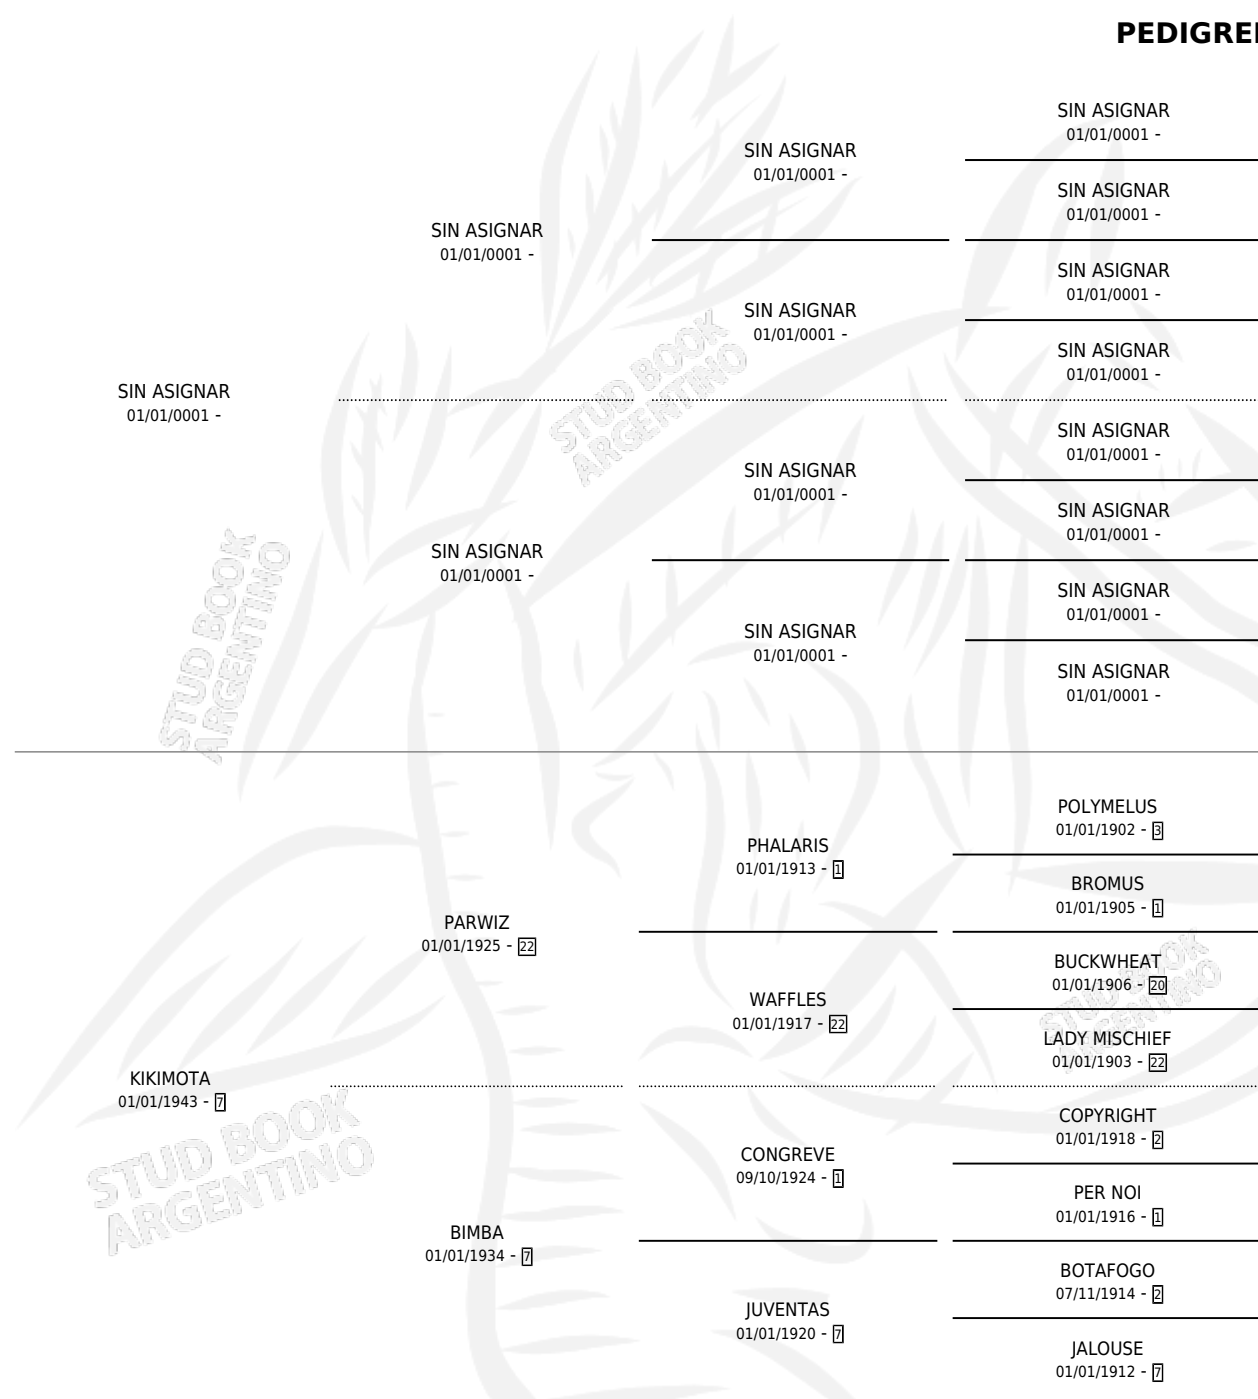 PEDIGREE
SIN ASIGNAR
01/01/0001 -
SIN ASIGNAR
01/01/0001 -
SIN ASIGNAR
01/01/0001 -
SIN ASIGNAR
01/01/0001 -
SIN ASIGNAR
01/01/0001 -
SIN ASIGNAR
01/01/0001 -
SIN ASIGNAR
01/01/0001 -
SIN ASIGNAR
01/01/0001 -
SIN ASIGNAR
01/01/0001 -
SIN ASIGNAR
01/01/0001 -
SIN ASIGNAR
01/01/0001 -
SIN ASIGNAR
01/01/0001 -
SIN ASIGNAR
01/01/0001 -
SIN ASIGNAR
01/01/0001 -
SIN ASIGNAR
01/01/0001 -
STUD BOOK
ARGENTINO
STUD BOOK
ARGENTINO
POLYMELUS
01/01/1902 - 3
PHALARIS
01/01/1913 - 1
BROMUS
01/01/1905 - 1
PARWIZ
01/01/1925 - 22
BUCKWHEAT
01/01/1906 - 20
WAFFLES
01/01/1917 - 22
LADY MISCHIEF
01/01/1903 - 22
KIKIMOTA
01/01/1943 - 7
COPYRIGHT
01/01/1918 - 2
CONGREVE
09/10/1924 - 1
PER NOI
01/01/1916 - 1
BIMBA
01/01/1934 - 7
BOTAFOGO
07/11/1914 - 2
JUVENTAS
01/01/1920 - 7
JALOUSE
01/01/1912 - 7
STUD BOOK
ARGENTINO
STUD BOOK
ARGENTINO